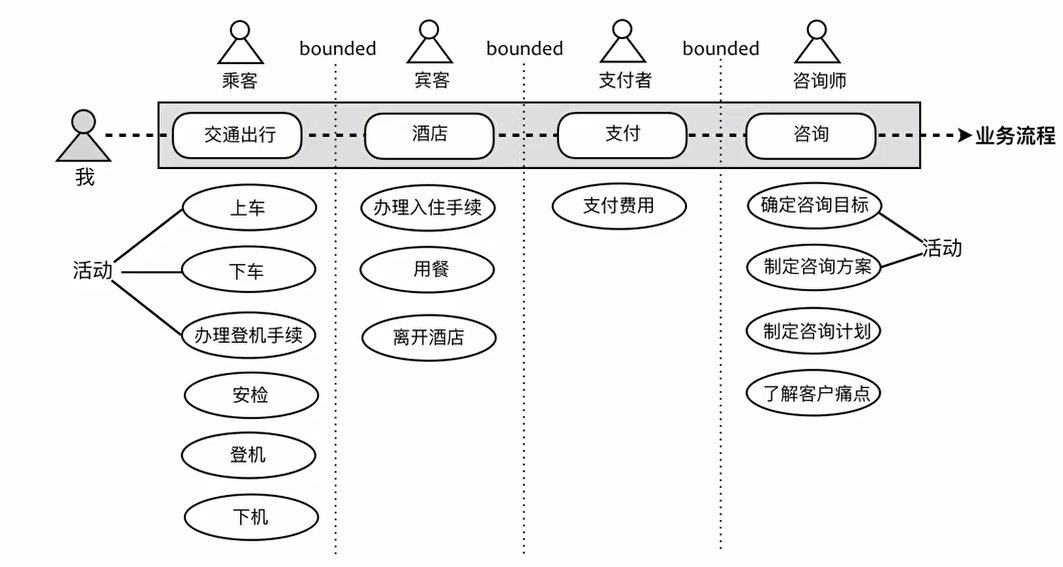 bounded bounded bounded
乘客 宾客 支付者 咨询师
交通出行 酒店 支付 咨询 业务流程
我
上车 办理入住手续 支付费用 确定咨询目标
活动
下车 用餐 制定咨询方案
活动
办理登机手续 离开酒店 制定咨询计划
安检 了解客户痛点
登机
下机